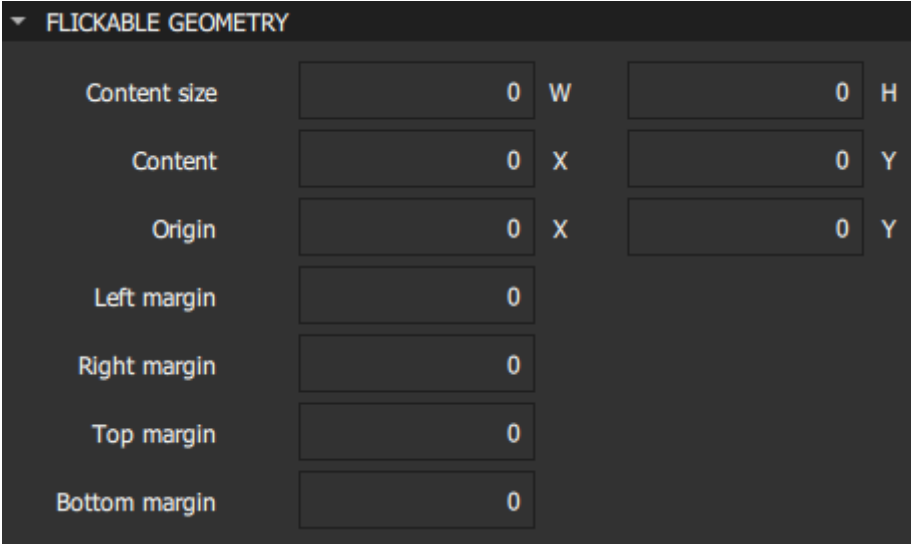 FLICKABLE GEOMETRY
Content size 0 W 0 H
Content 0 X 0 Y
Origin 0 X 0 Y
Left margin 0
Right margin 0
Top margin 0
Bottom margin 0